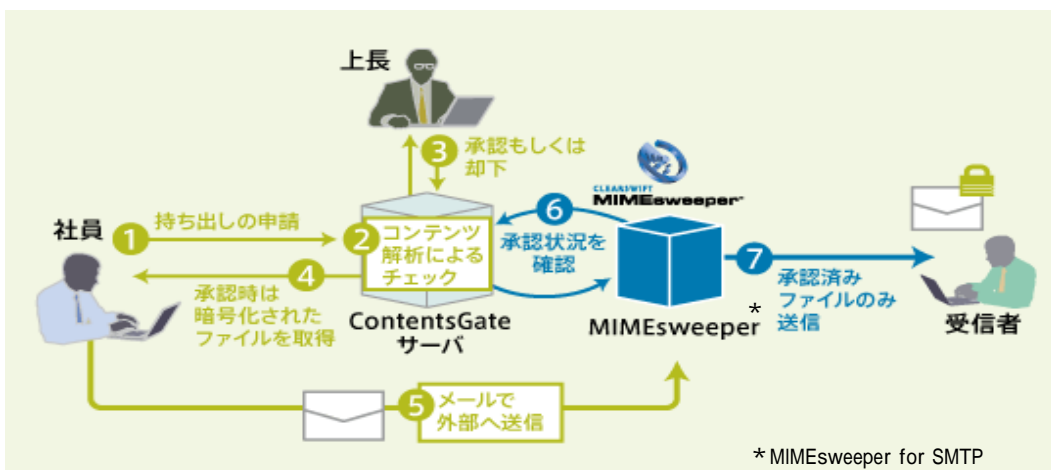 上長
3 承認もしくは
却下
CLEARSWIFT
MIMEsweeper™
社員
1 持ち出しの申請
2 コンテンツ
解析による
チェック
6
承認状況を
確認
4
承認時は
暗号化された
ファイルを取得
ContentsGate
サーバ
MIMEsweeper*
7 承認済み
ファイルのみ
送信
受信者
5 メールで
外部へ送信
* MIMEsweeper for SMTP